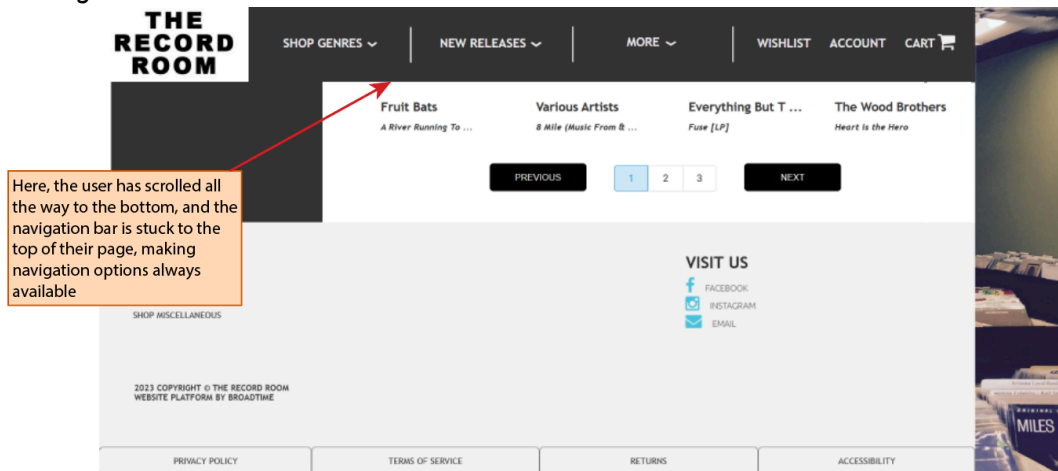 THE
RECORD
ROOM
SHOP GENRES
NEW RELEASES
MORE
WISHLIST
ACCOUNT
CART
Fruit Bats
A River Running To ...
Various Artists
8 Mile (Music From & ...
Everything But T ...
Fuse [LP]
The Wood Brothers
Heart is the Hero
PREVIOUS
1
2
3
NEXT
Here, the user has scrolled all
the way to the bottom, and the
navigation bar is stuck to the
top of their page, making
navigation options always
available
SHOP MISCELLANEOUS
VISIT US
FACEBOOK
INSTAGRAM
EMAIL
2023 COPYRIGHT © THE RECORD ROOM
WEBSITE PLATFORM BY BROADTIME
MILES
PRIVACY POLICY
TERMS OF SERVICE
RETURNS
ACCESSIBILITY